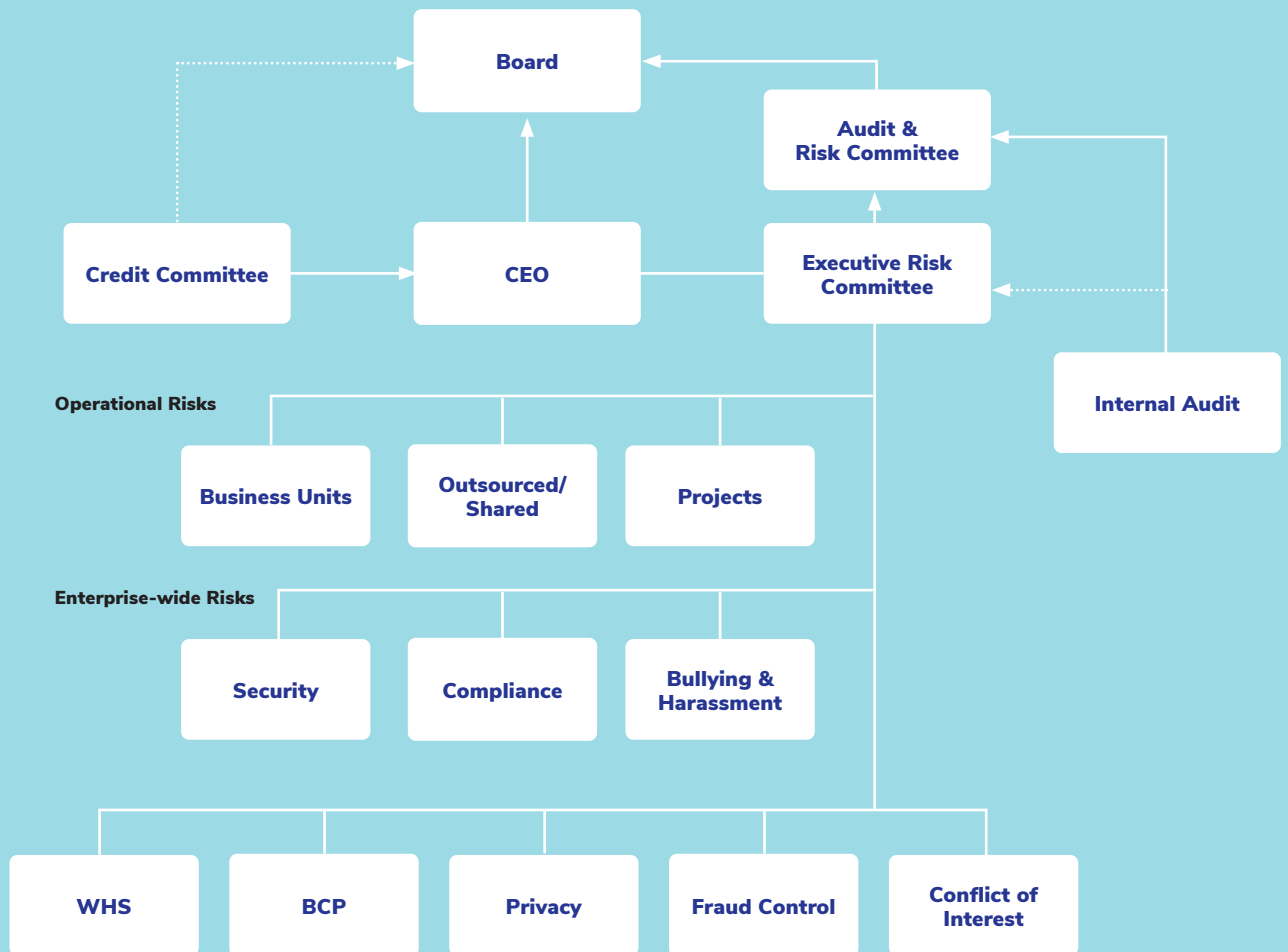 Board
Audit &
Risk Committee
Credit Committee
CEO
Executive Risk
Committee
Internal Audit
Operational Risks
Business Units
Outsourced/
Shared
Projects
Enterprise-wide Risks
Security
Compliance
Bullying &
Harassment
WHS
BCP
Privacy
Fraud Control
Conflict of
Interest